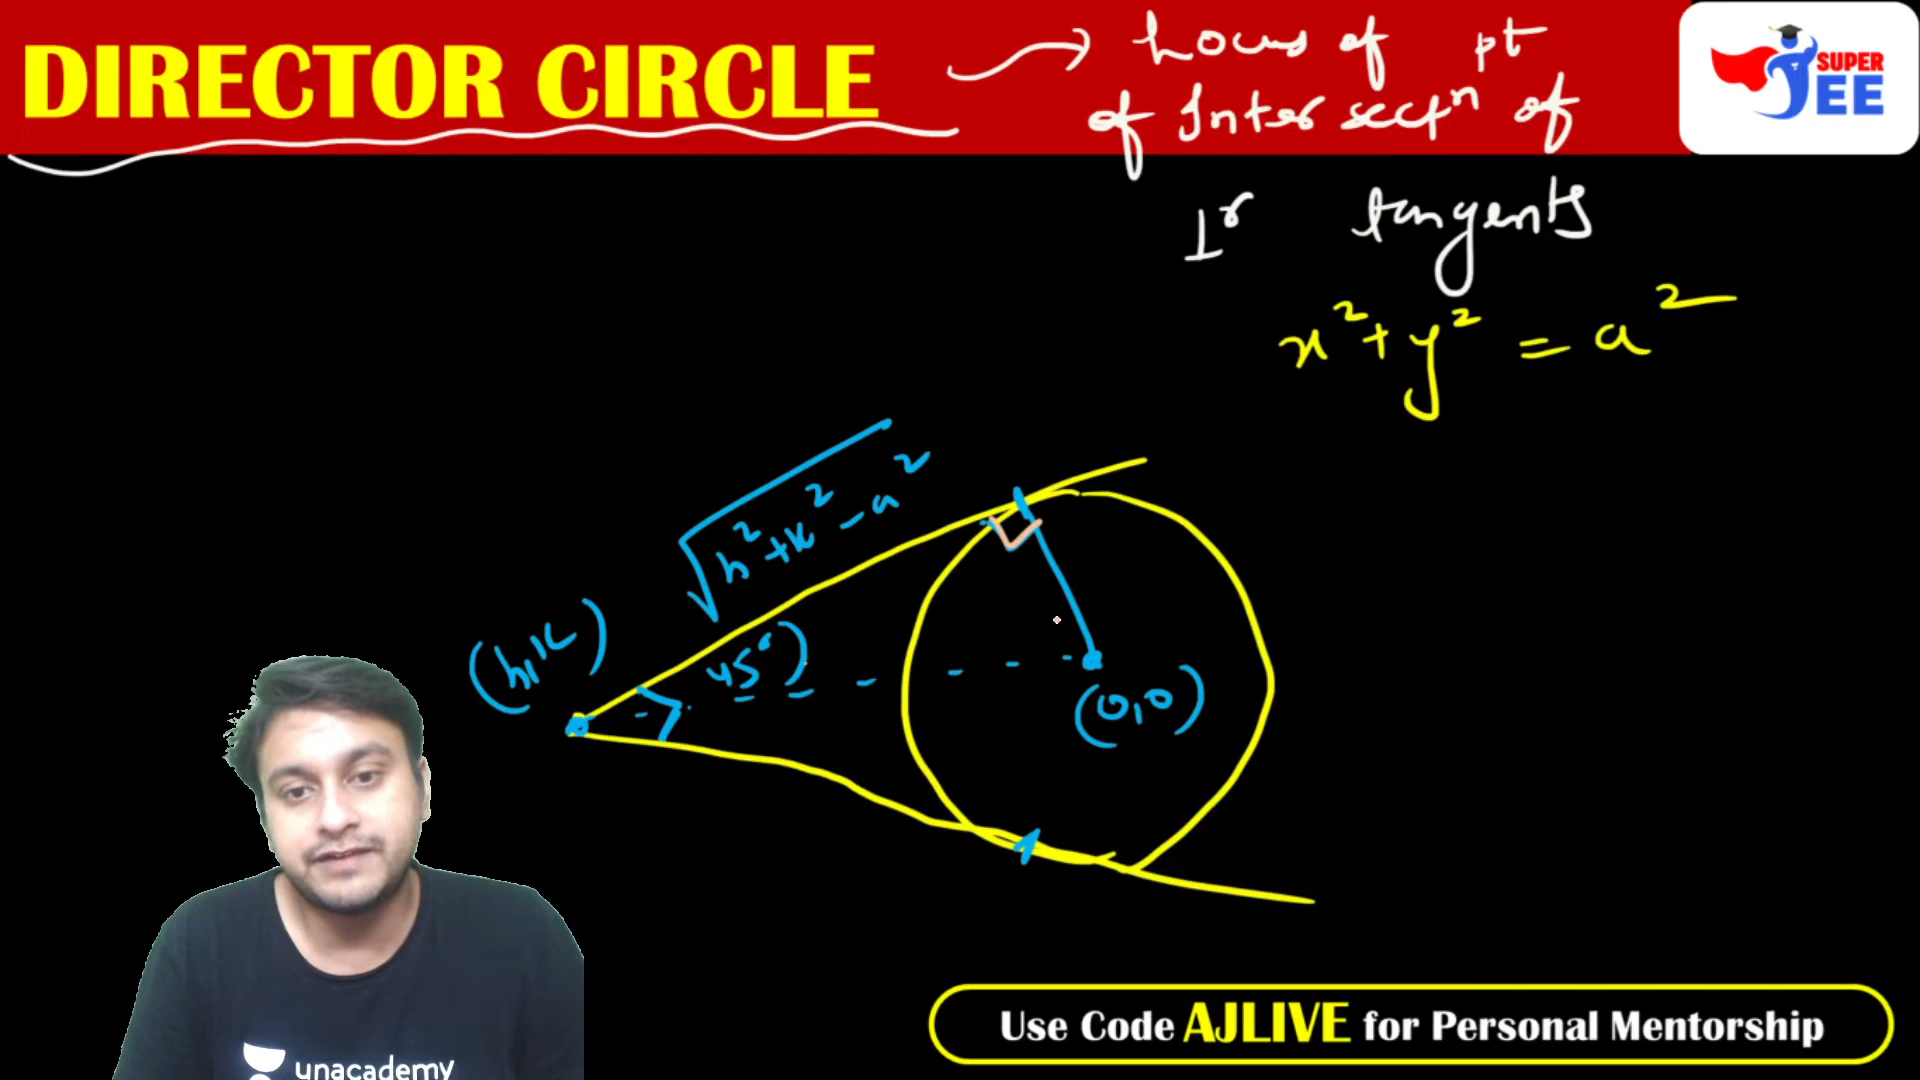 DIRECTOR CIRCLE
→ Locus of pt
of Intersectⁿ of
⊥r tangents
x² + y² = a²
SUPER
JEE
√h²+k²-a²
(h,k)
45°)
(0,0)
unacademy
Use Code AJLIVE for Personal Mentorship